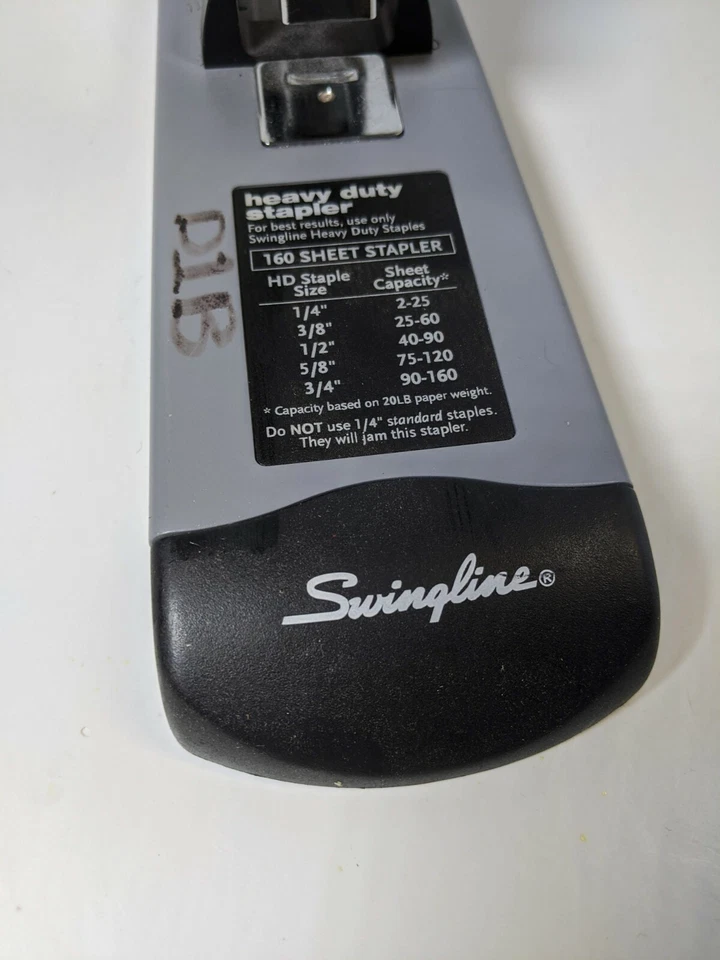 heavy duty
stapler
For best results, use only
Swingline Heavy Duty Staples
160 SHEET STAPLER
HD Staple Size Sheet Capacity*
1/4" 2-25
3/8" 25-60
1/2" 40-90
5/8" 75-120
3/4" 90-160
* Capacity based on 20LB paper weight.
Do NOT use 1/4" standard staples.
They will jam this stapler.
D1B
Swingline®